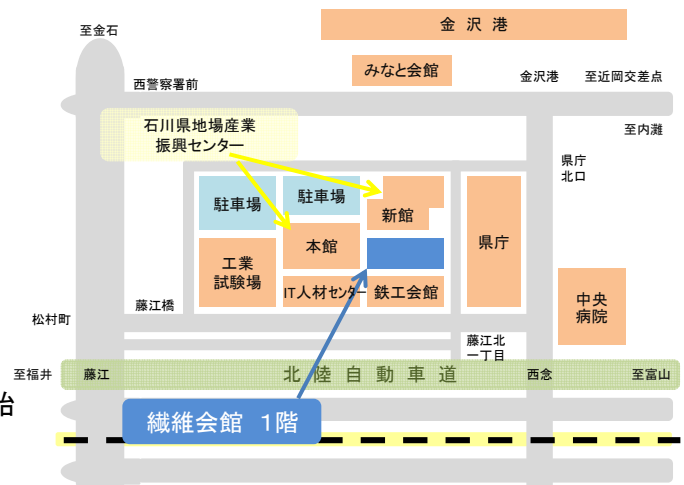 金 沢 港
至金石
みなと会館
西警察署前
金沢港
至近岡交差点
石川県地場産業
振興センター
至内灘
県庁
北口
駐車場
駐車場
新館
本館
県庁
工業
試験場
IT人材センター
鉄工会館
中央
病院
藤江橋
松村町
藤江北
一丁目
至福井
藤江
北 陸 自 動 車 道
西念
至富山
治
繊維会館 1階